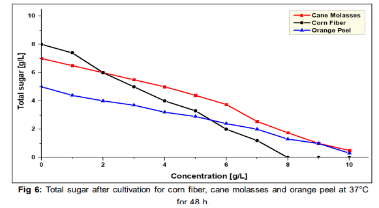 10
8
6
4
2
0
Total sugar [g/L]
Cane Molasses
Corn Fiber
Orange Peel
0 2 4 6 8 10
Concentration [g/L]
Fig 6: Total sugar after cultivation for corn fiber, cane molasses and orange peel at 37°C
for 48 h